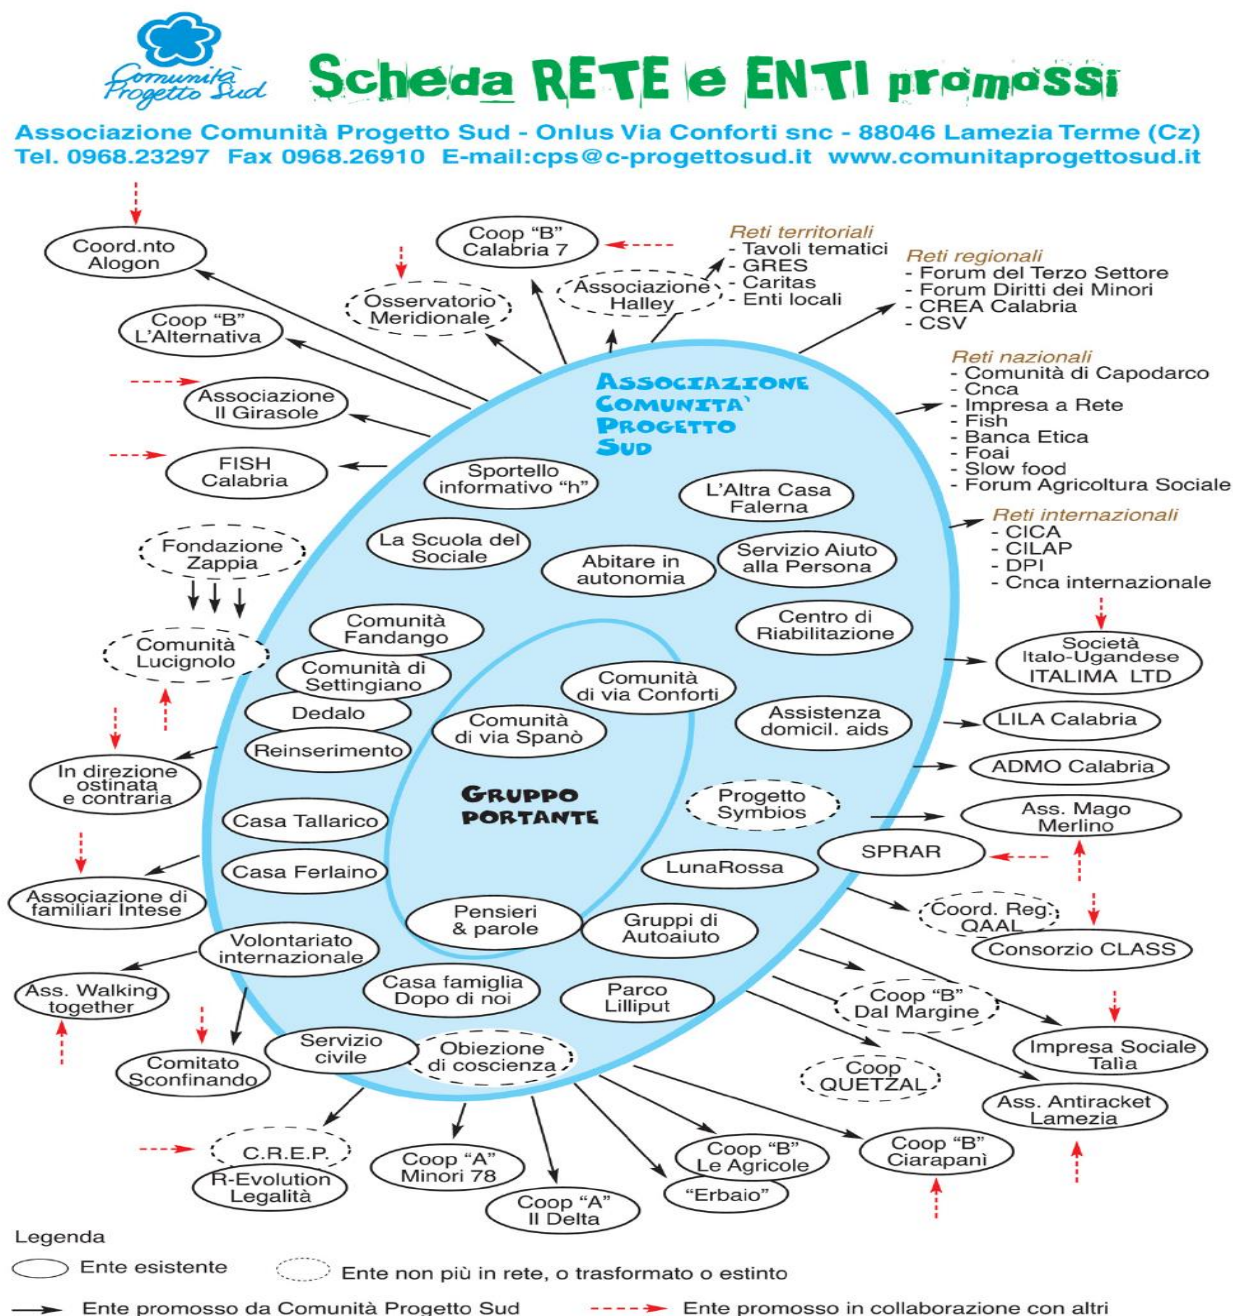 Comunità
Progetto Sud
Scheda RETE e ENTI promossi
Associazione Comunità Progetto Sud - Onlus Via Conforti snc - 88046 Lamezia Terme (Cz)
Tel. 0968.23297 Fax 0968.26910 E-mail:cps@c-progettosud.it www.comunitaprogettosud.it
Coord.nto
Alogon
Coop "B"
L'Alternativa
Associazione
Il Girasole
FISH
Calabria
Osservatorio
Meridionale
Coop "B"
Calabria 7
Associazione
Halley
Reti territoriali
- Tavoli tematici
- GRES
- Caritas
- Enti locali
Reti regionali
- Forum del Terzo Settore
- Forum Diritti dei Minori
- CREA Calabria
- CSV
Reti nazionali
- Comunità di Capodarco
- Cnca
- Impresa a Rete
- Fish
- Banca Etica
- Foai
- Slow food
- Forum Agricoltura Sociale
Reti internazionali
- CICA
- CILAP
- DPI
- Cnca internazionale
ASSOCIAZIONE
COMUNITA'
PROGETTO
SUD
Sportello
informativo "h"
L'Altra Casa
Falerna
La Scuola del
Sociale
Abitare in
autonomia
Servizio Aiuto
alla Persona
Centro di
Riabilitazione
Fondazione
Zappia
Comunità
Lucignolo
Comunità
Fandango
Comunità di
Settingiano
Dedalo
Reinserimento
Comunità
di via Conforti
Comunità
di via Spanò
Assistenza
domicil. aids
GRUPPO
PORTANTE
Progetto
Symbios
Società
Italo-Ugandese
ITALIMA LTD
LILA Calabria
ADMO Calabria
Ass. Mago
Merlino
SPRAR
In direzione
ostinata
e contraria
Casa Tallarico
Casa Ferlaino
LunaRossa
Associazione di
familiari Intese
Pensieri
& parole
Gruppi di
Autoaiuto
Coord. Reg.
QAAL
Consorzio CLASS
Volontariato
internazionale
Ass. Walking
together
Casa famiglia
Dopo di noi
Parco
Lilliput
Coop "B"
Dal Margine
Comitato
Sconfinando
Servizio
civile
Obiezione
di coscienza
Coop
QUETZAL
Impresa Sociale
Talìa
Ass. Antiracket
Lamezia
C.R.E.P.
R-Evolution
Legalità
Coop "A"
Minori 78
Coop "A"
Il Delta
Coop "B"
Le Agricole
"Erbaio"
Coop "B"
Ciarapanì
Legenda
Ente esistente
Ente non più in rete, o trasformato o estinto
Ente promosso da Comunità Progetto Sud
Ente promosso in collaborazione con altri